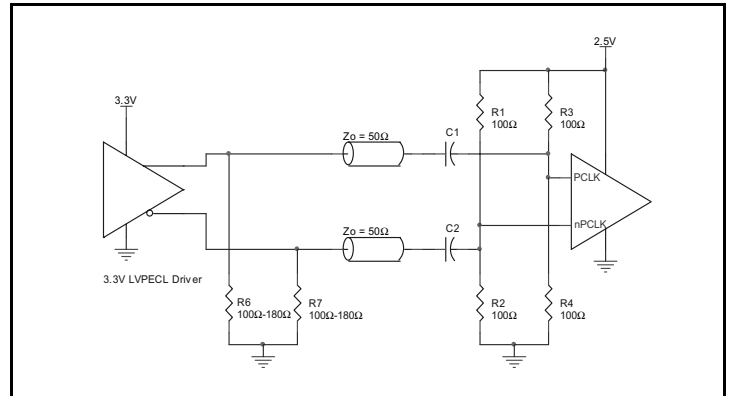 2.5V
3.3V
R1
100Ω
R3
100Ω
Zo = 50Ω
C1
PCLK
nPCLK
Zo = 50Ω
C2
3.3V LVPECL Driver
R6
100Ω-180Ω
R7
100Ω-180Ω
R2
100Ω
R4
100Ω